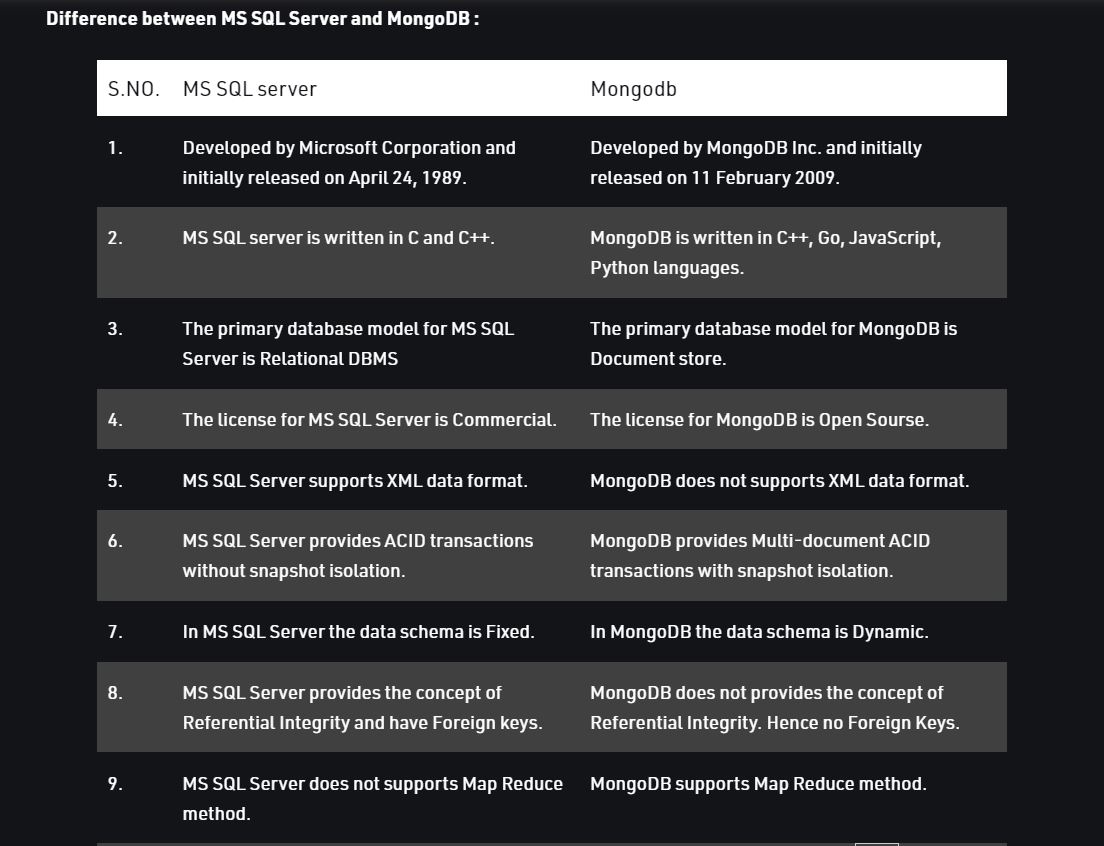 Difference between MS SQL Server and MongoDB :
S.NO. MS SQL server Mongodb
1. Developed by Microsoft Corporation and Developed by MongoDB Inc. and initially
initially released on April 24, 1989. released on 11 February 2009.
2. MS SQL server is written in C and C++. MongoDB is written in C++, Go, JavaScript,
Python languages.
3. The primary database model for MS SQL The primary database model for MongoDB is
Server is Relational DBMS Document store.
4. The license for MS SQL Server is Commercial. The license for MongoDB is Open Sourse.
5. MS SQL Server supports XML data format. MongoDB does not supports XML data format.
6. MS SQL Server provides ACID transactions MongoDB provides Multi-document ACID
without snapshot isolation. transactions with snapshot isolation.
7. In MS SQL Server the data schema is Fixed. In MongoDB the data schema is Dynamic.
8. MS SQL Server provides the concept of MongoDB does not provides the concept of
Referential Integrity and have Foreign keys. Referential Integrity. Hence no Foreign Keys.
9. MS SQL Server does not supports Map Reduce MongoDB supports Map Reduce method.
method.